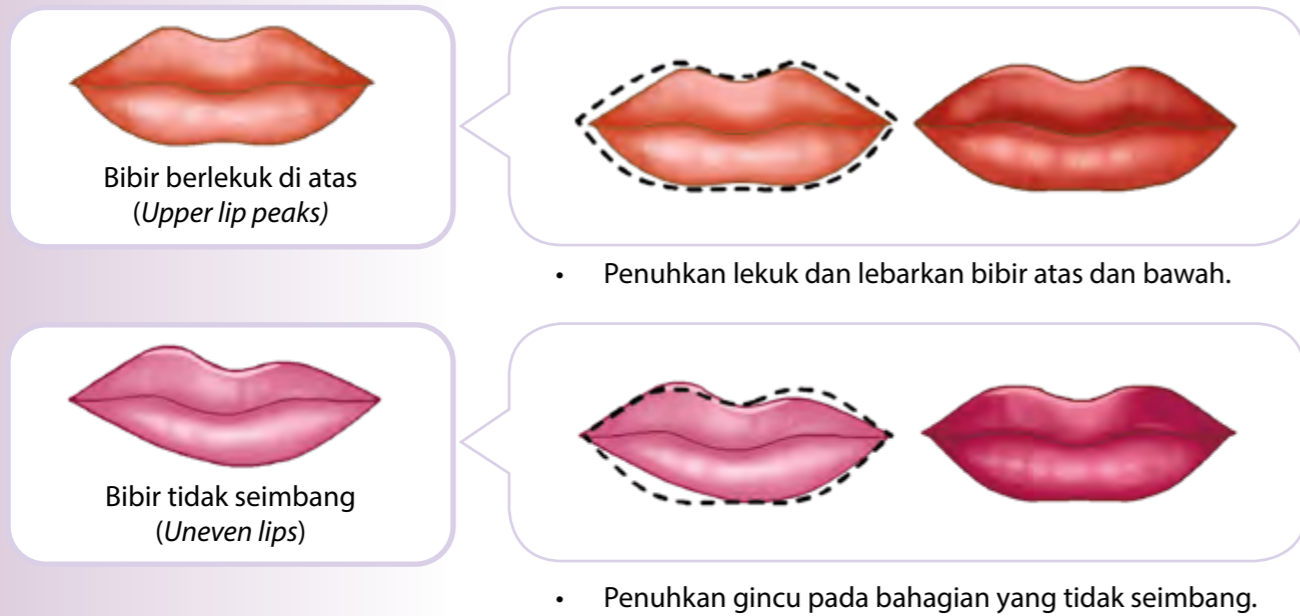 Bibir berlekuk di atas
(Upper lip peaks)
• Penuhkan lekuk dan lebarkan bibir atas dan bawah.
Bibir tidak seimbang
(Uneven lips)
• Penuhkan gincu pada bahagian yang tidak seimbang.